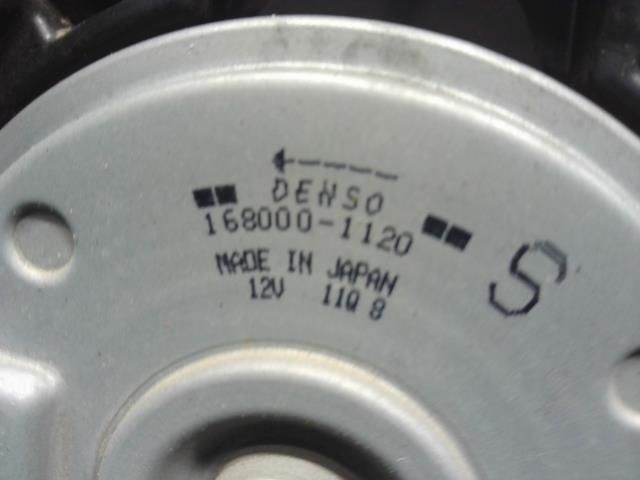 DENSO
168000-1120
MADE IN JAPAN
12V 11Q 8
S